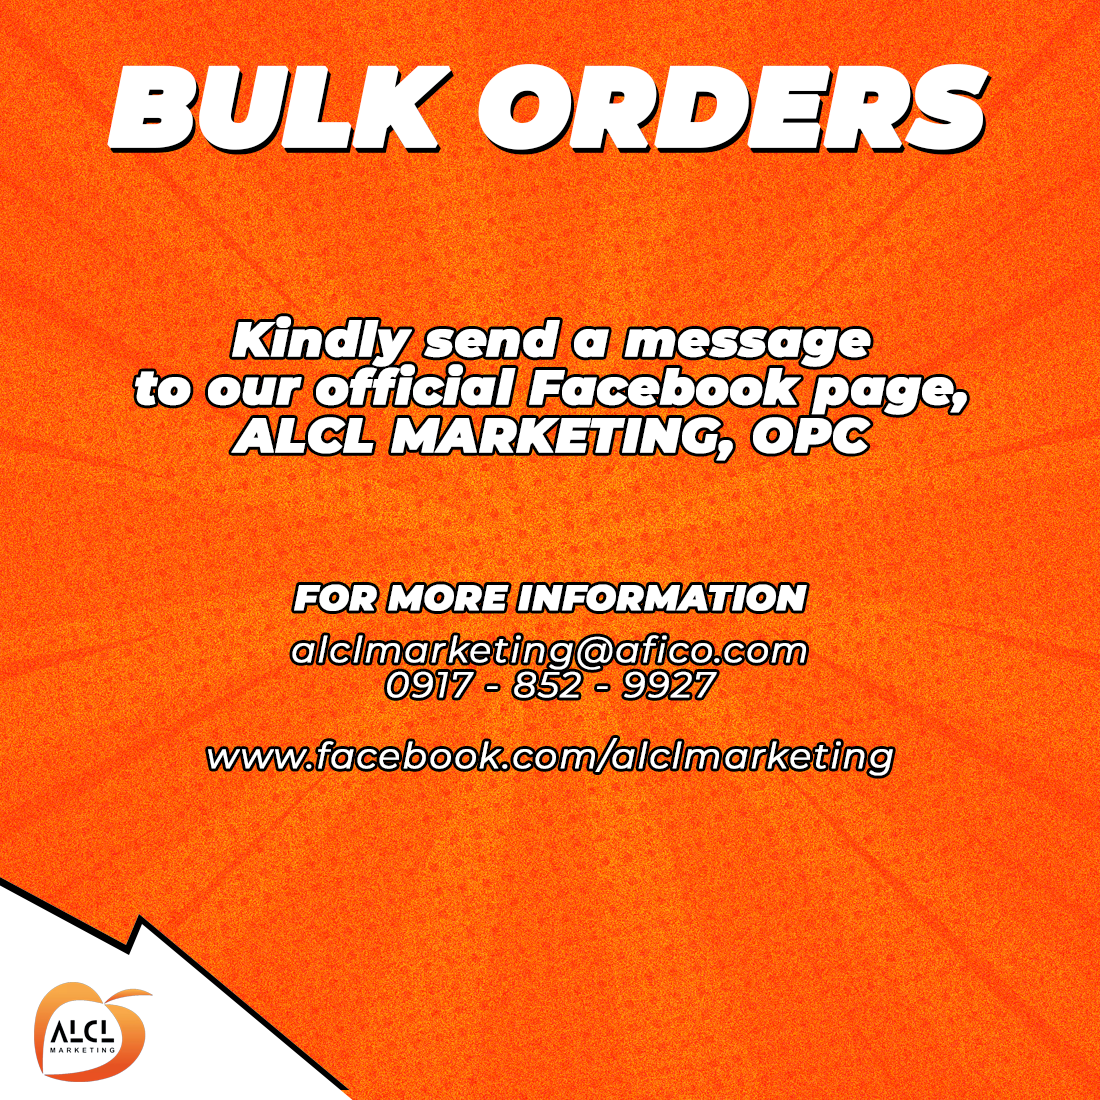 BULK ORDERS
Kindly send a message
to our official Facebook page,
ALCL MARKETING, OPC
FOR MORE INFORMATION
alclmarketing@afico.com
0917 - 852 - 9927
www.facebook.com/alclmarketing
ALCL
MARKETING